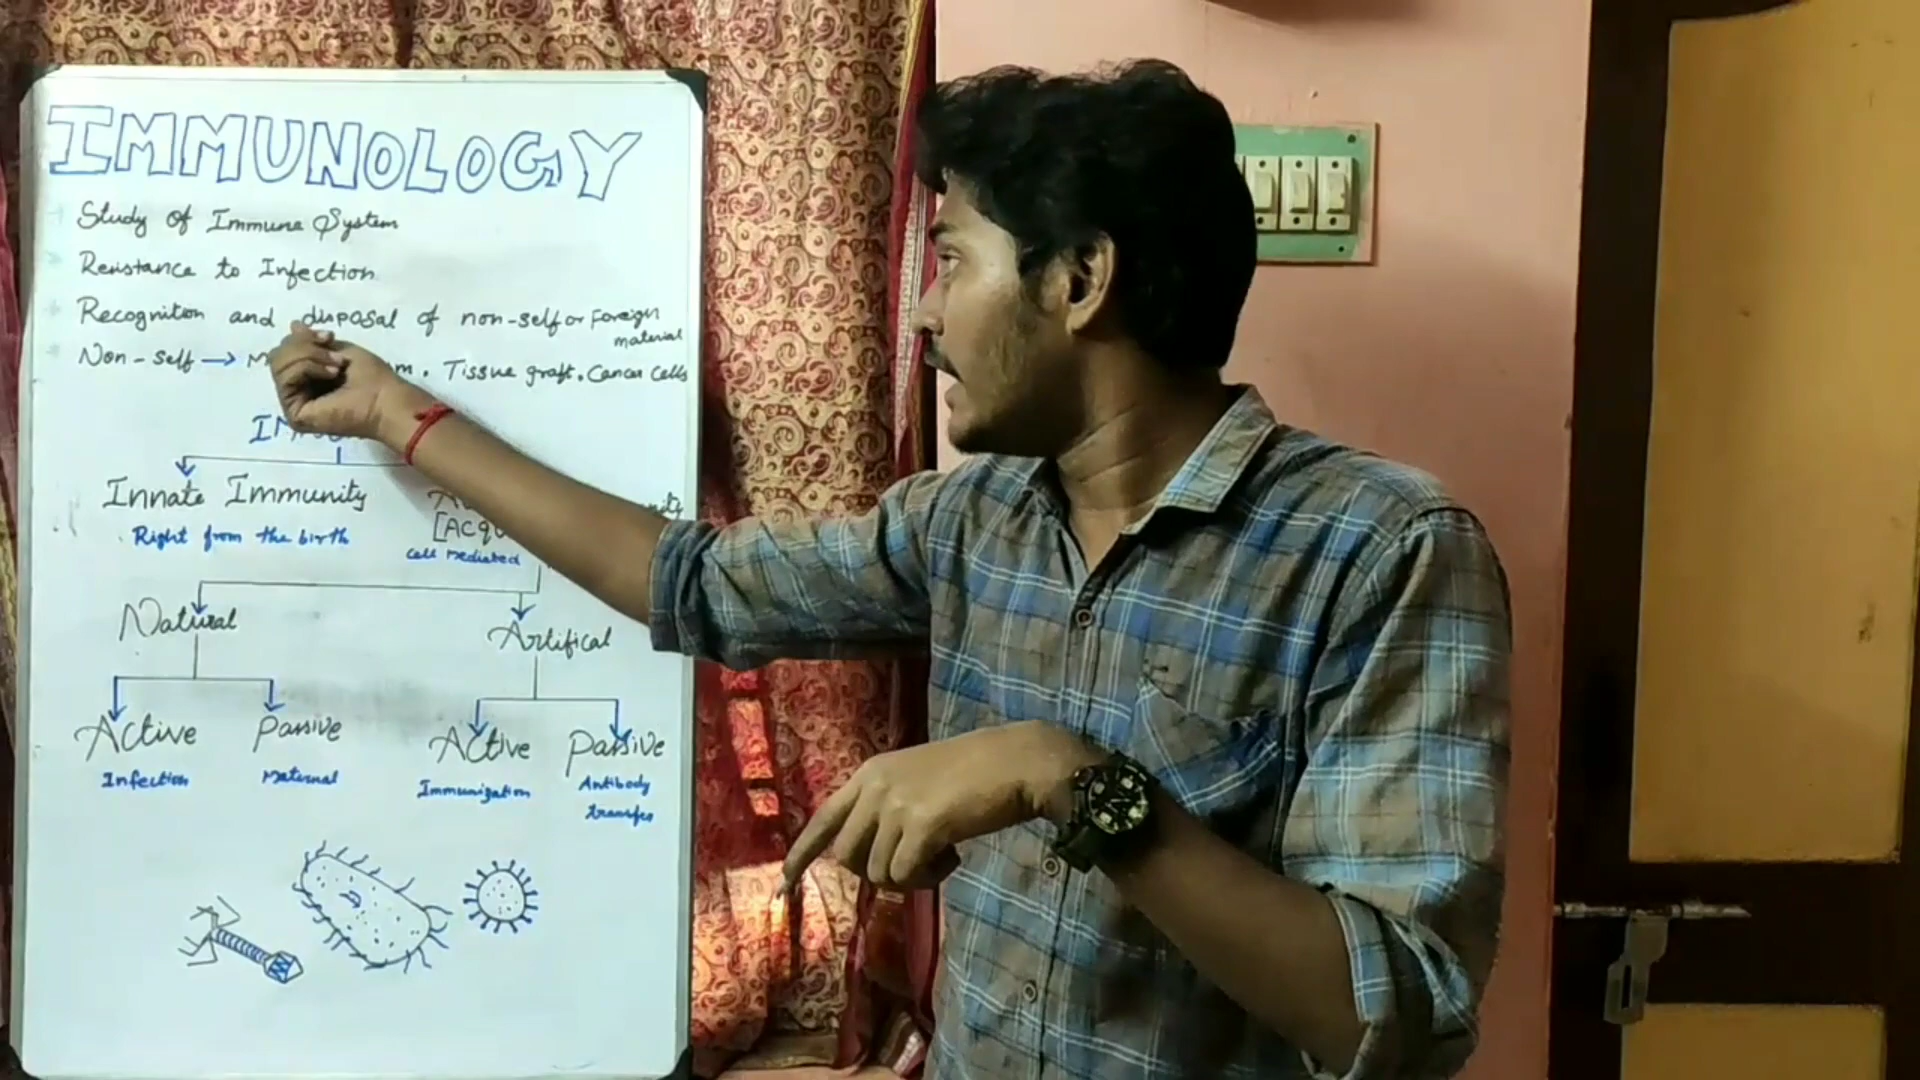 IMMUNOLOGY
Study of Immune System
Resistance to Infection
Recognition and disposal of non-self or Foreign
material
Non-self → Tissue graft. Cancer cells
Innate Immunity
Right from the birth
Cell Mediated
Natural Artifical
Active Passive Active Passive
Infection Maternal Immunization Antibody
transfer